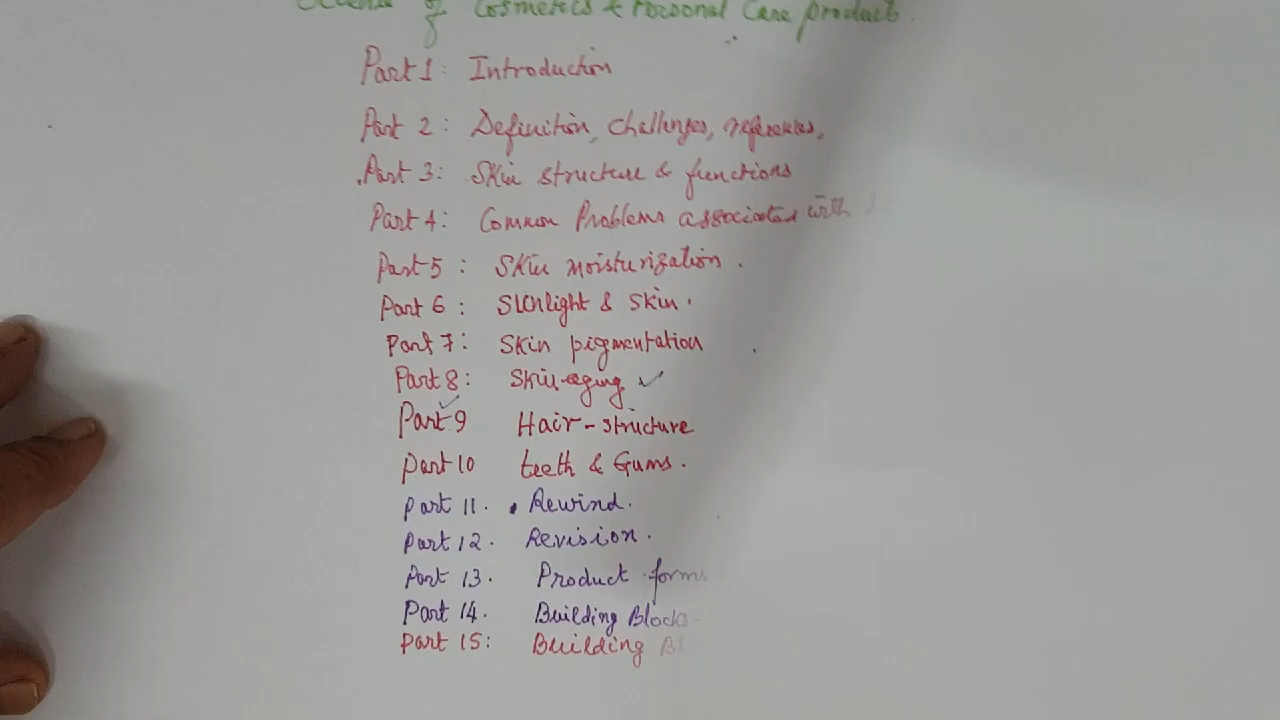 of Cosmetics & Personal Care products.
Part 1: Introduction
Part 2: Definition, challenges, references,
Part 3: Skin structure & functions
Part 4: Common Problems associated with S
Part 5: Skin moisturization.
Part 6: Sunlight & Skin.
Part 7: Skin pigmentation
Part 8: Skin-aging ✓
Part 9 Hair-structure
Part 10 teeth & Gums.
Part 11. Rewind.
Part 12. Revision.
Part 13. Product forms
Part 14. Building Blocks-
Part 15: Building Bl